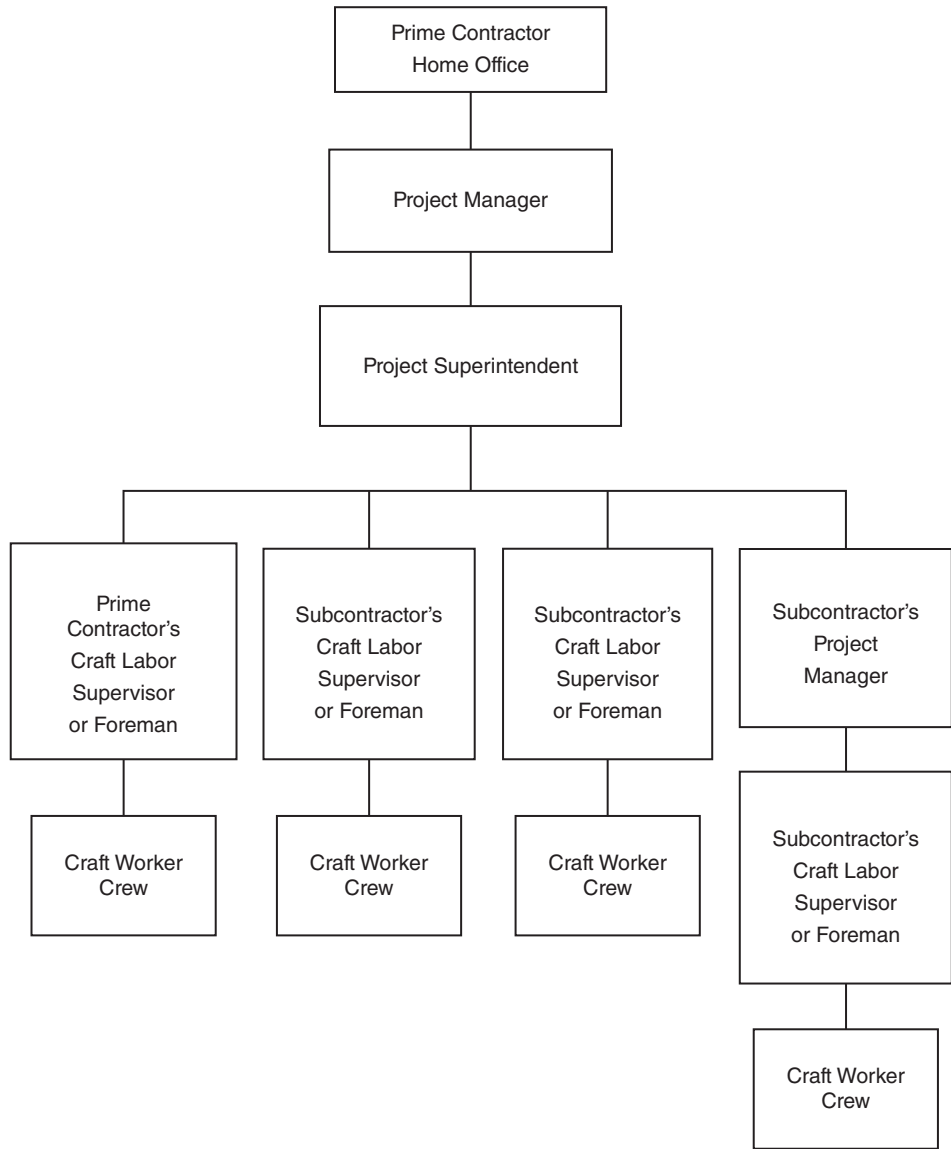 Prime Contractor
Home Office
Project Manager
Project Superintendent
Prime
Contractor’s
Craft Labor
Supervisor
or Foreman
Subcontractor’s
Craft Labor
Supervisor
or Foreman
Subcontractor’s
Craft Labor
Supervisor
or Foreman
Subcontractor’s
Project
Manager
Craft Worker
Crew
Craft Worker
Crew
Craft Worker
Crew
Subcontractor’s
Craft Labor
Supervisor
or Foreman
Craft Worker
Crew